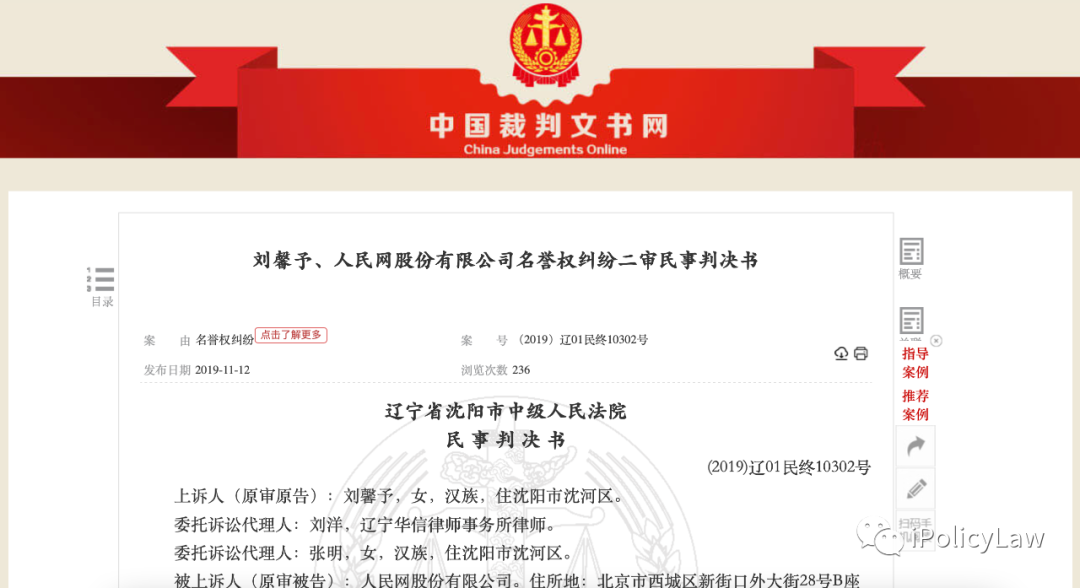 中国裁判文书网
China Judgements Online
刘馨予、人民网股份有限公司名誉权纠纷二审民事判决书
目录
概要
案 由 名誉权纠纷 点击了解更多 案 号 （2019）辽01民终10302号
发布日期 2019-11-12 浏览次数 236
指导
案例
推荐
案例
辽宁省沈阳市中级人民法院
民事判决书
(2019)辽01民终10302号
上诉人（原审原告）：刘馨予，女，汉族，住沈阳市沈河区。
委托诉讼代理人：刘洋，辽宁华信律师事务所律师。
委托诉讼代理人：张明，女，汉族，住沈阳市沈河区。
被上诉人（原审被告）：人民网股份有限公司。住所地：北京市西城区新街口外大街28号B座
扫码手
iPolicyLaw